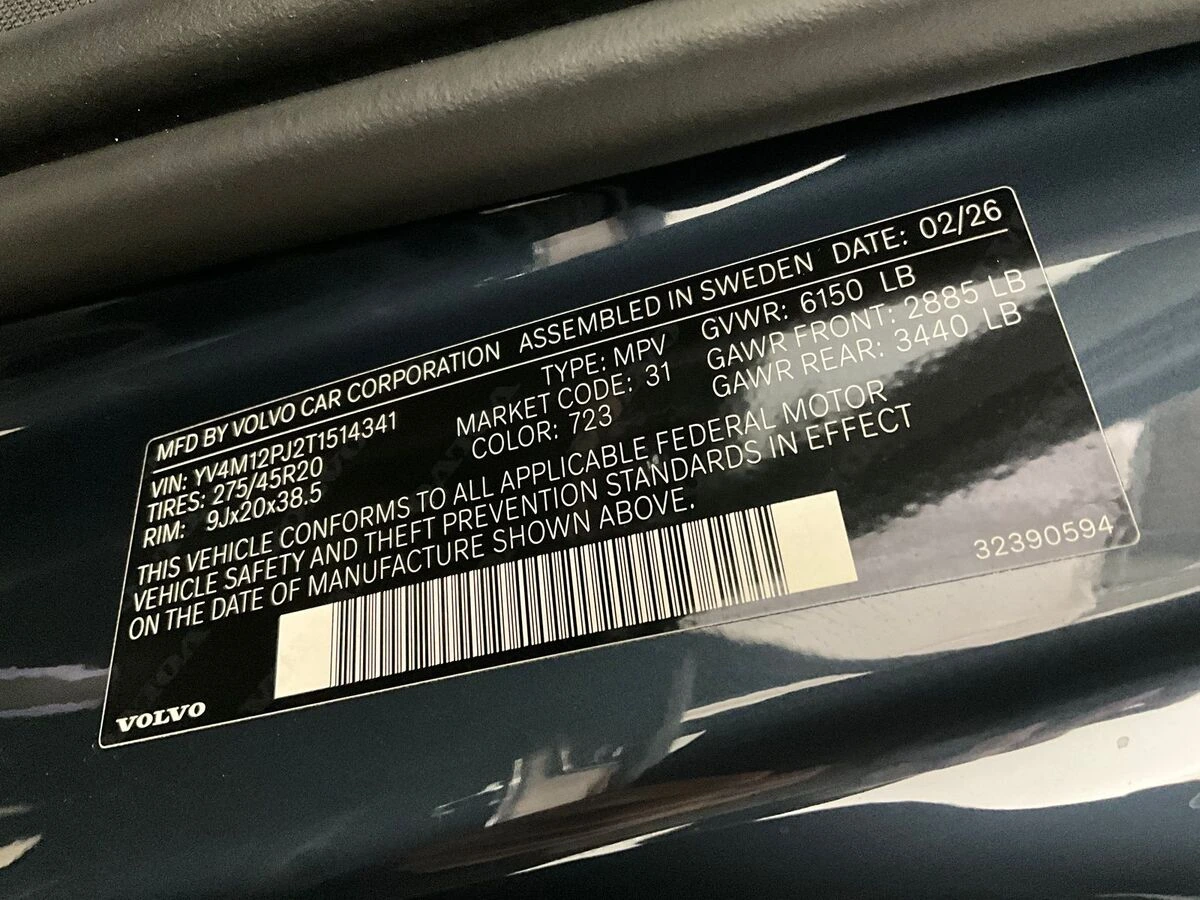 MFD BY VOLVO CAR CORPORATION ASSEMBLED IN SWEDEN DATE: 02/26
VIN: YV4M12PJ2T1514341 TYPE: MPV GVWR: 6150 LB
TIRES: 275/45R20 MARKET CODE: 31 GAWR FRONT: 2885 LB
RIM: 9Jx20x38.5 COLOR: 723 GAWR REAR: 3440 LB
THIS VEHICLE CONFORMS TO ALL APPLICABLE FEDERAL MOTOR
VEHICLE SAFETY AND THEFT PREVENTION STANDARDS IN EFFECT
ON THE DATE OF MANUFACTURE SHOWN ABOVE.
32390594
VOLVO